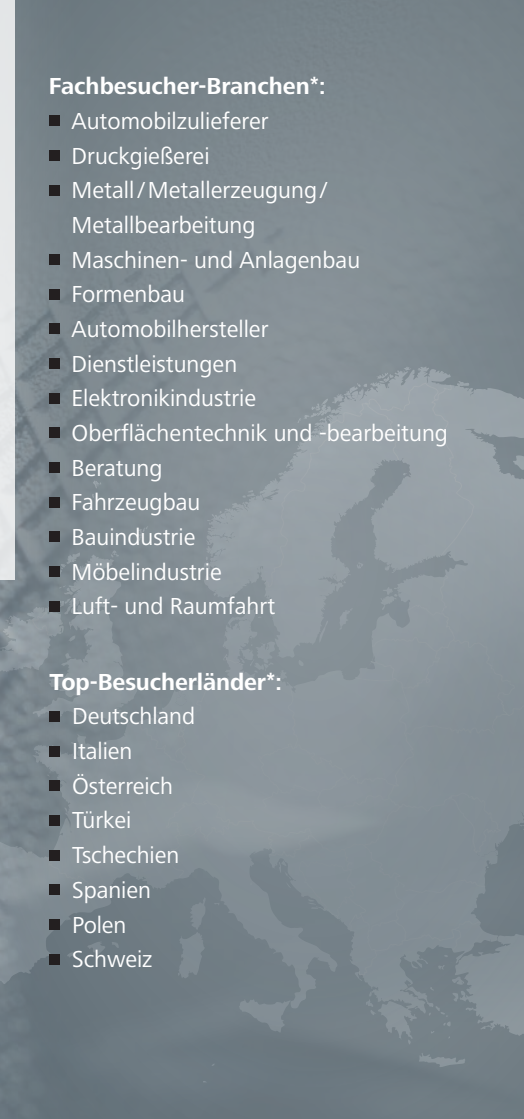 Fachbesucher-Branchen*:
■ Automobilzulieferer
■ Druckgießerei
■ Metall/Metallerzeugung/
Metallbearbeitung
■ Maschinen- und Anlagenbau
■ Formenbau
■ Automobilhersteller
■ Dienstleistungen
■ Elektronikindustrie
■ Oberflächentechnik und -bearbeitung
■ Beratung
■ Fahrzeugbau
■ Bauindustrie
■ Möbelindustrie
■ Luft- und Raumfahrt
Top-Besucherländer*:
■ Deutschland
■ Italien
■ Österreich
■ Türkei
■ Tschechien
■ Spanien
■ Polen
■ Schweiz